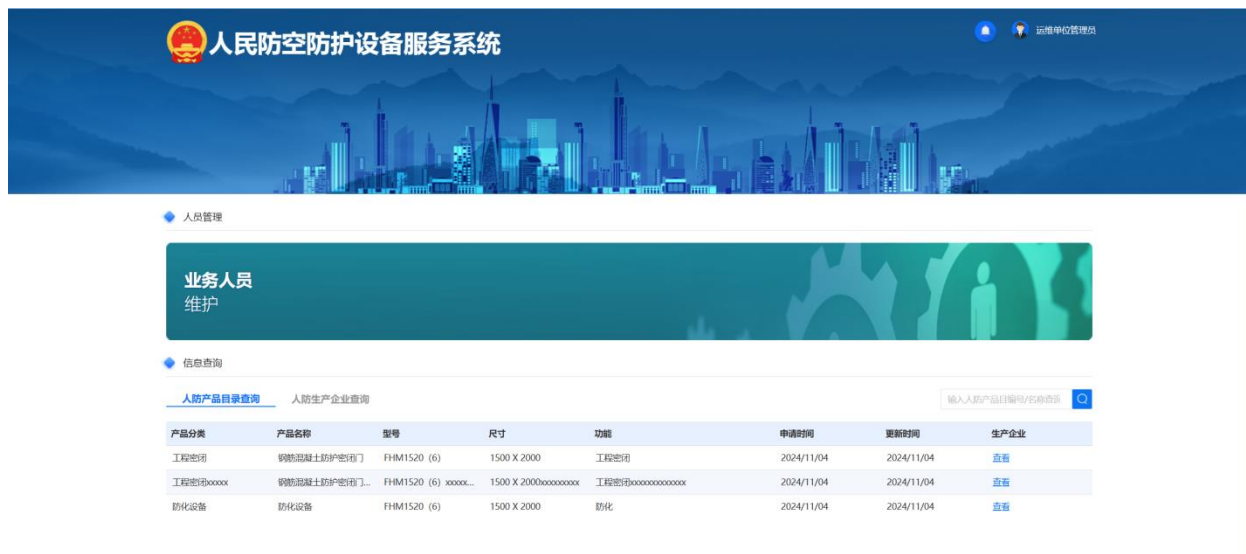 人民防空防护设备服务系统
运维单位管理员
人员管理
业务人员
维护
信息查询
人防产品目录查询 人防生产企业查询 输入人防产品目编号/名称查询
产品分类 产品名称 型号 尺寸 功能 申请时间 更新时间 生产企业
工程密闭 钢筋混凝土防护密闭门 FHM1520 (6) 1500 X 2000 工程密闭 2024/11/04 2024/11/04 查看
工程密闭xxxxx 钢筋混凝土防护密闭门... FHM1520 (6) xxxxx... 1500 X 2000xxxxxxxxx 工程密闭xxxxxxxxxxxxx 2024/11/04 2024/11/04 查看
防化设备 防化设备 FHM1520 (6) 1500 X 2000 防化 2024/11/04 2024/11/04 查看